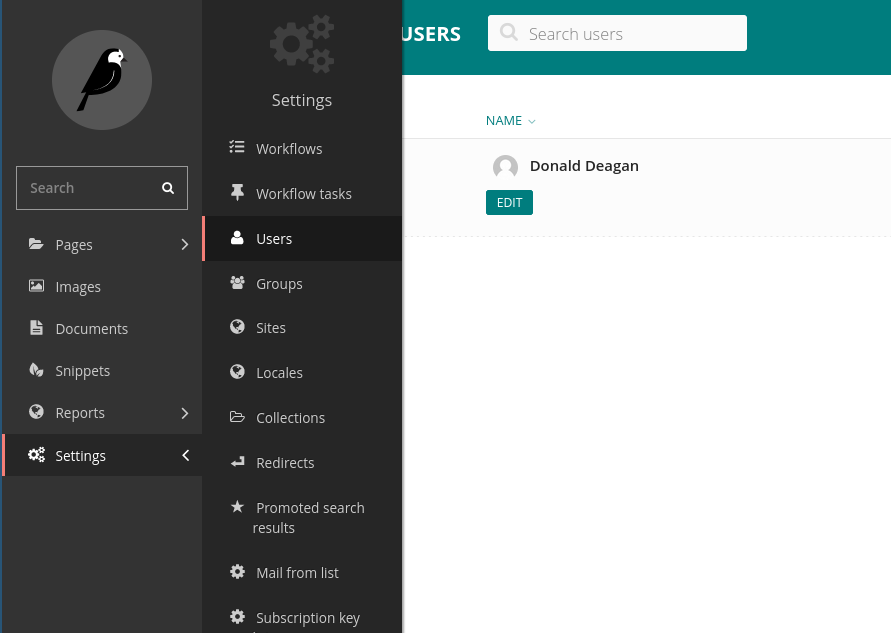 Search
Pages
Images
Documents
Snippets
Reports
Settings
Settings
Workflows
Workflow tasks
Users
Groups
Sites
Locales
Collections
Redirects
Promoted search
results
Mail from list
Subscription key
USERS
Search users
NAME
Donald Deagan
EDIT